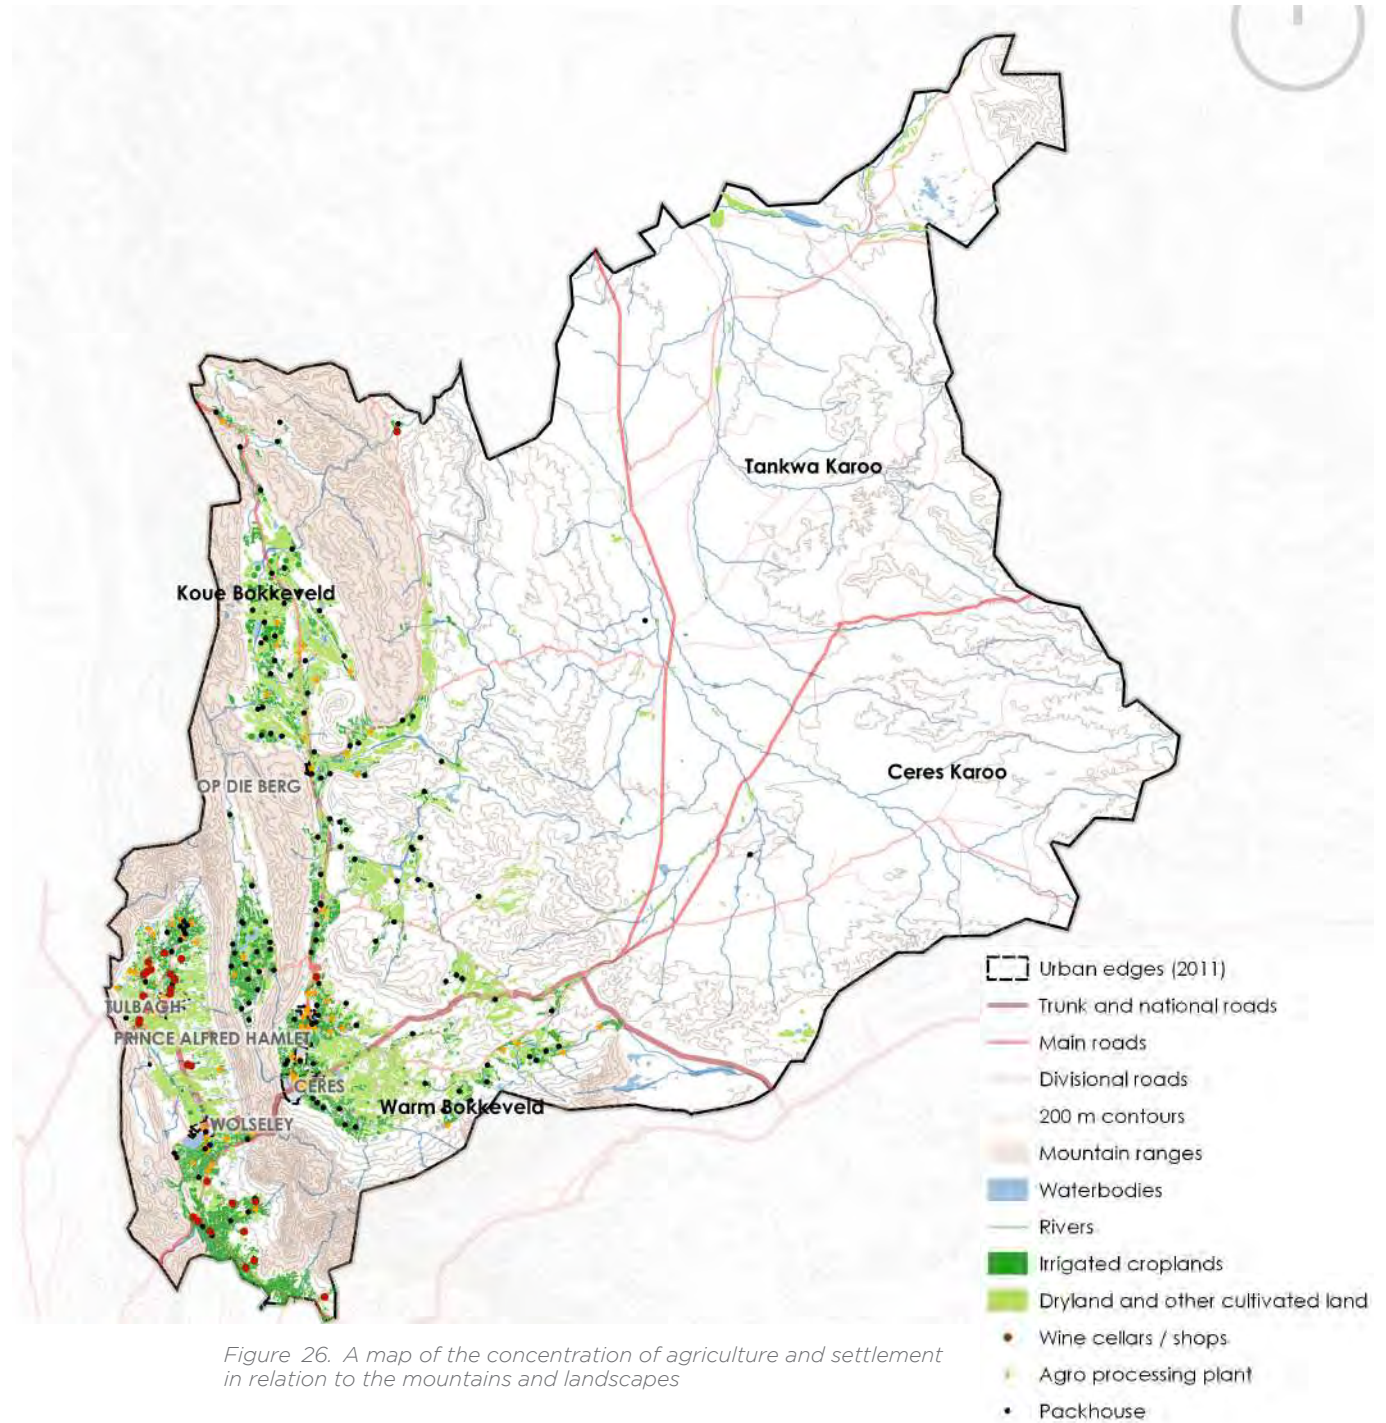 Tankwa Karoo
Koue Bokkeveld
Ceres Karoo
OP DIE BERG
TULBAGH
PRINCE ALFRED HAMLET
CERES
Warm Bokkeveld
WOLSELEY
Urban edges (2011)
Trunk and national roads
Main roads
Divisional roads
200 m contours
Mountain ranges
Waterbodies
Rivers
Irrigated croplands
Dryland and other cultivated land
Wine cellars / shops
Agro processing plant
Packhouse
Figure 26. A map of the concentration of agriculture and settlement
in relation to the mountains and landscapes